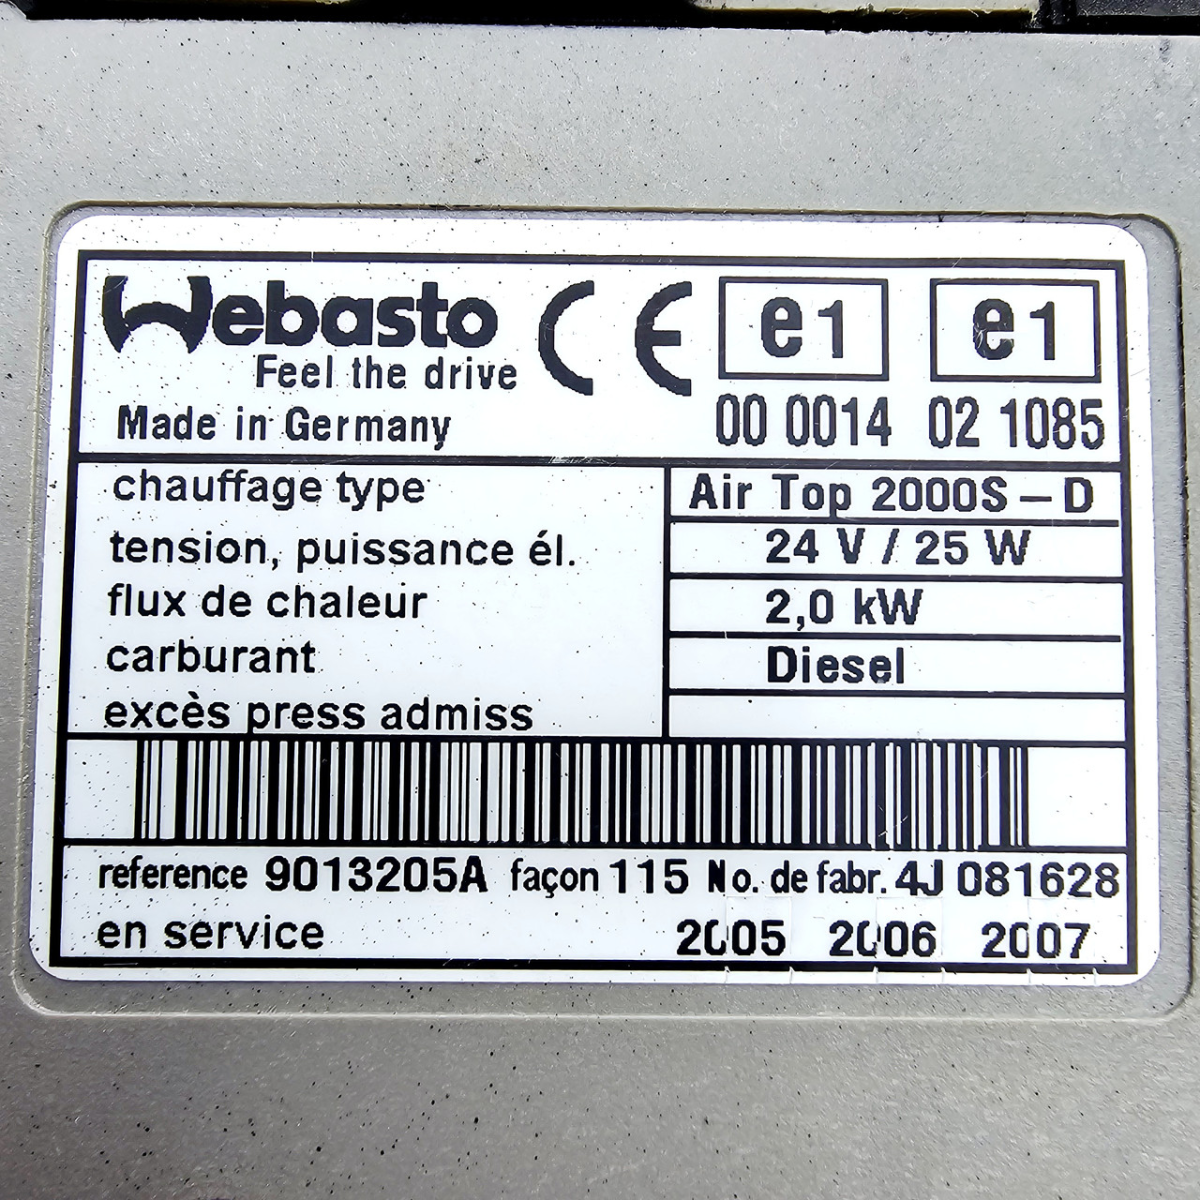 Webasto
Feel the drive
Made in Germany
CE
e1 e1
00 0014 02 1085
chauffage type Air Top 2000S – D
tension, puissance él. 24 V / 25 W
flux de chaleur 2,0 kW
carburant Diesel
excès press admiss
reference 9013205A façon 115 No. de fabr. 4J 081628
en service 2005 2006 2007